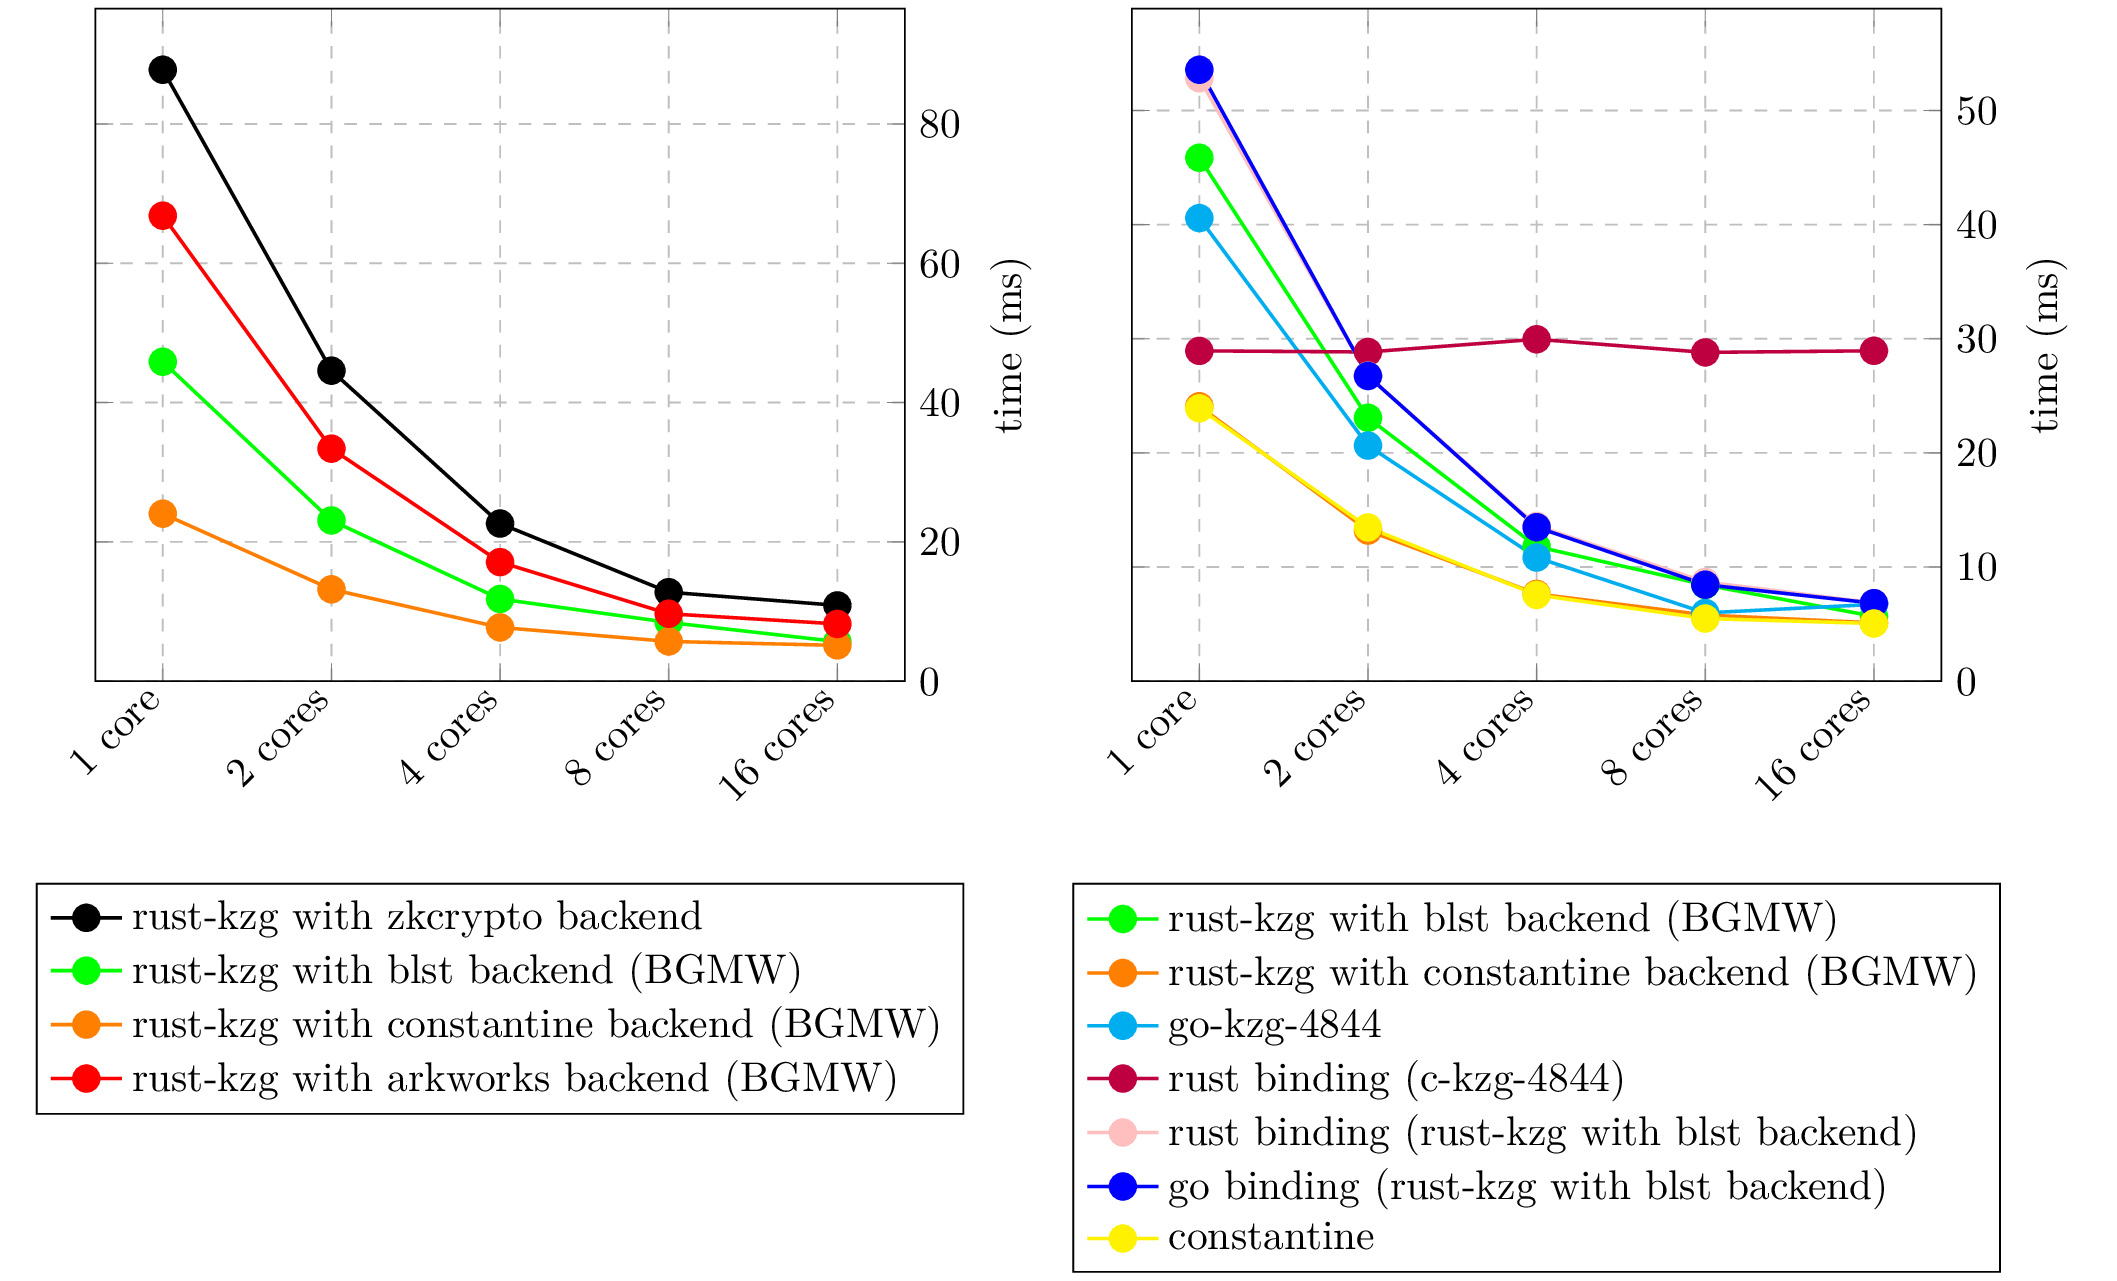 80
60
40
20
0
time (ms)
1 core
2 cores
4 cores
8 cores
16 cores
rust-kzg with zkcrypto backend
rust-kzg with blst backend (BGMW)
rust-kzg with constantine backend (BGMW)
rust-kzg with arkworks backend (BGMW)
50
40
30
20
10
0
time (ms)
1 core
2 cores
4 cores
8 cores
16 cores
rust-kzg with blst backend (BGMW)
rust-kzg with constantine backend (BGMW)
go-kzg-4844
rust binding (c-kzg-4844)
rust binding (rust-kzg with blst backend)
go binding (rust-kzg with blst backend)
constantine